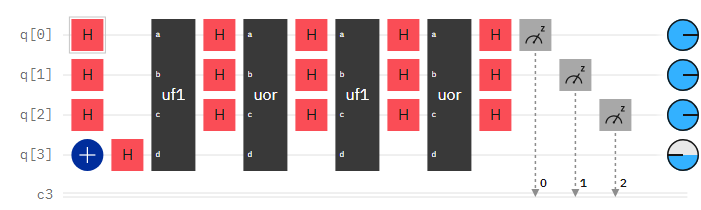 q[0] H a H a H a H a H z
q[1] H b H b H b H b H z
uf1 uor uf1 uor
q[2] H c H c H c H c H z
q[3] + H d d d d
c3 0 1 2